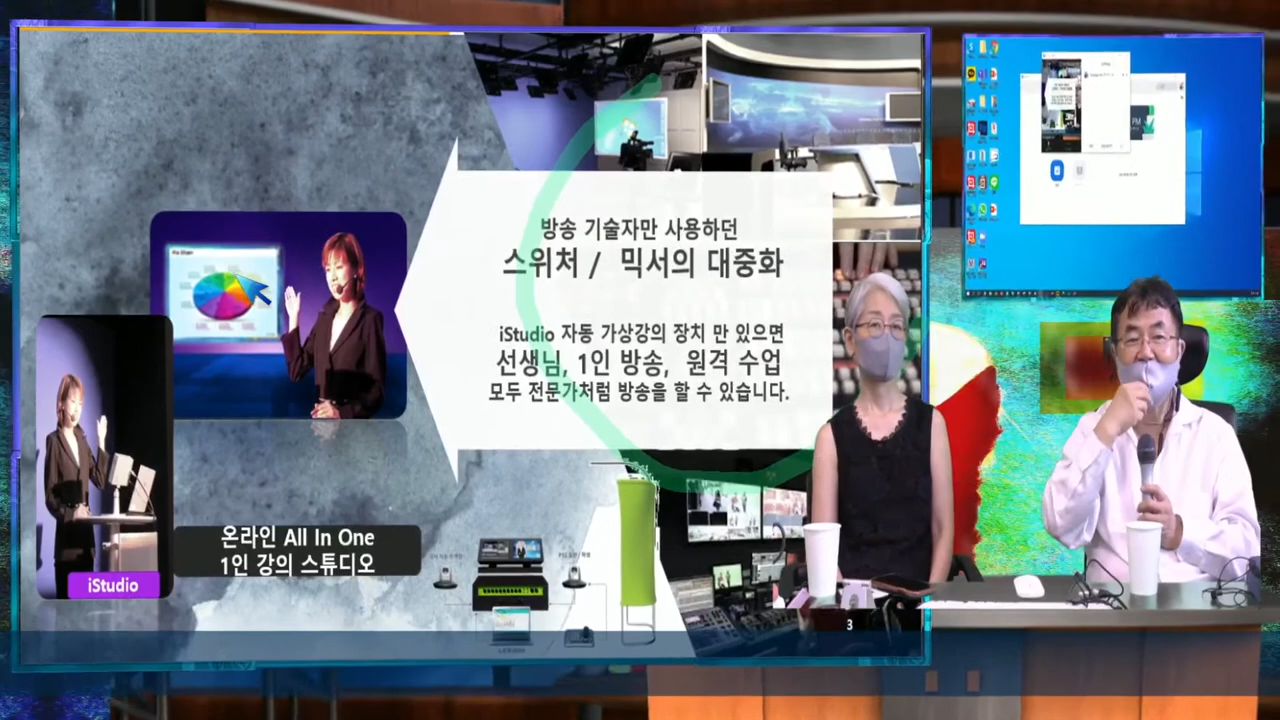 방송 기술자만 사용하던
스위처 / 믹서의 대중화
iStudio 자동 가상강의 장치 만 있으면
선생님, 1인 방송, 원격 수업
모두 전문가처럼 방송을 할 수 있습니다.
온라인 All In One
1인 강의 스튜디오
iStudio
3